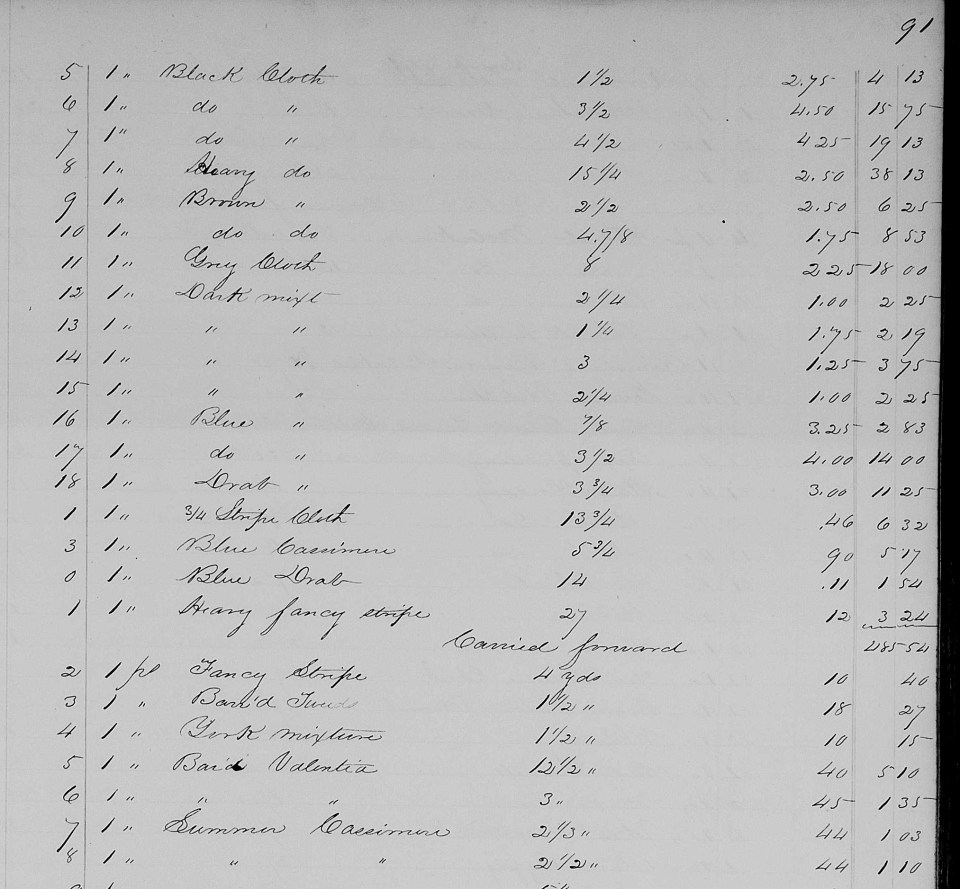 91
5 1 " Black Cloth 1 1/2 2.75 4 13
6 1 " do " 3 1/2 4.50 15 75
7 1 " do " 4 1/2 4 25 19 13
8 1 " Heavy do 15 1/4 2.50 38 13
9 1 " Brown " 2 1/2 2.50 6 25
10 1 " do do 4.7/8 1.75 8 53
11 1 " Grey Cloth 8 2 25 18 00
12 1 " Dark mixt 2 1/4 1.00 2 25
13 1 " " " 1 1/4 1.75 2 19
14 1 " " " 3 1.25 3 75
15 1 " " " 2 1/4 1.00 2 25
16 1 " Blue " 7/8 3.25 2 83
17 1 " do " 3 1/2 4.00 14 00
18 1 " Drab " 3 3/4 3.00 11 25
1 1 " 3/4 Stripe Cloth 13 3/4 .46 6 32
3 1 " Blue Cassimere 5 3/4 90 5 17
0 1 " Blue Drab 14 .11 1 54
1 1 " Heavy fancy stripe 27 12 3 24
Carried forward 485 54
2 1 ps Fancy Stripe 4 yds 10 40
3 1 " Bar'd Tweeds 1 1/2 " 18 27
4 1 " York mixture 1 1/2 " 10 15
5 1 " Bar'd Valentia 12 1/2 " 40 5 10
6 1 " " " 3 " 45 1 35
7 1 " Summer Cassimere 2 1/3 " 44 1 03
8 1 " " " 2 1/2 " 44 1 10